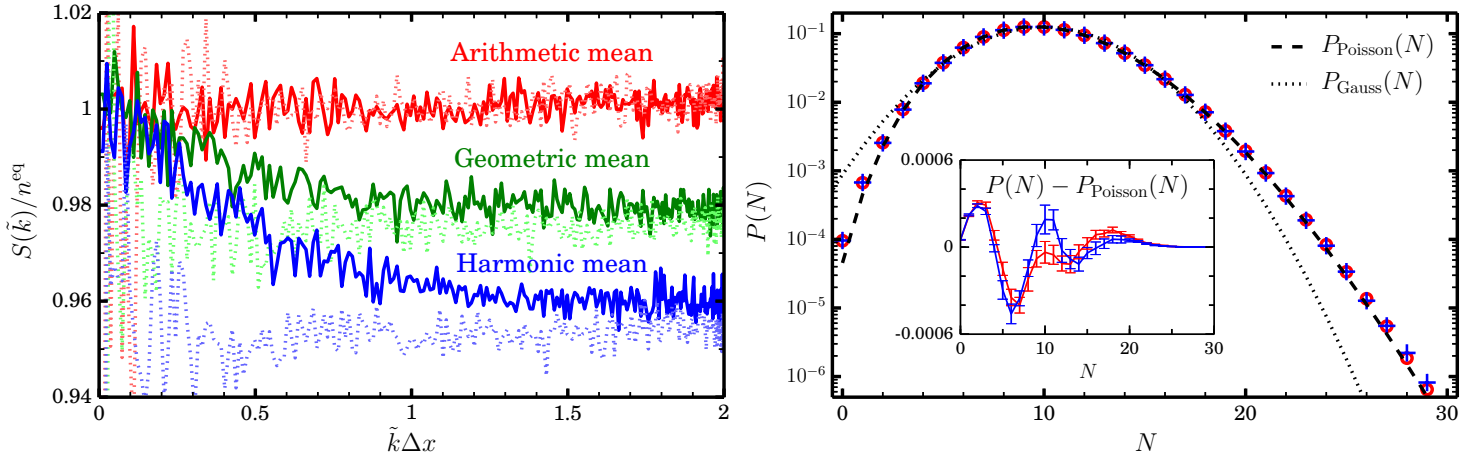 1.02
1
0.98
0.96
0.94
S(k̃)/n^eq
Arithmetic mean
Geometric mean
Harmonic mean
0 0.5 1 1.5 2
k̃Δx
10^-1
10^-2
10^-3
10^-4
10^-5
10^-6
P(N)
P_Poisson(N)
P_Gauss(N)
0.0006
0
-0.0006
P(N) − P_Poisson(N)
0 10 20 30
N
0 10 20 30
N